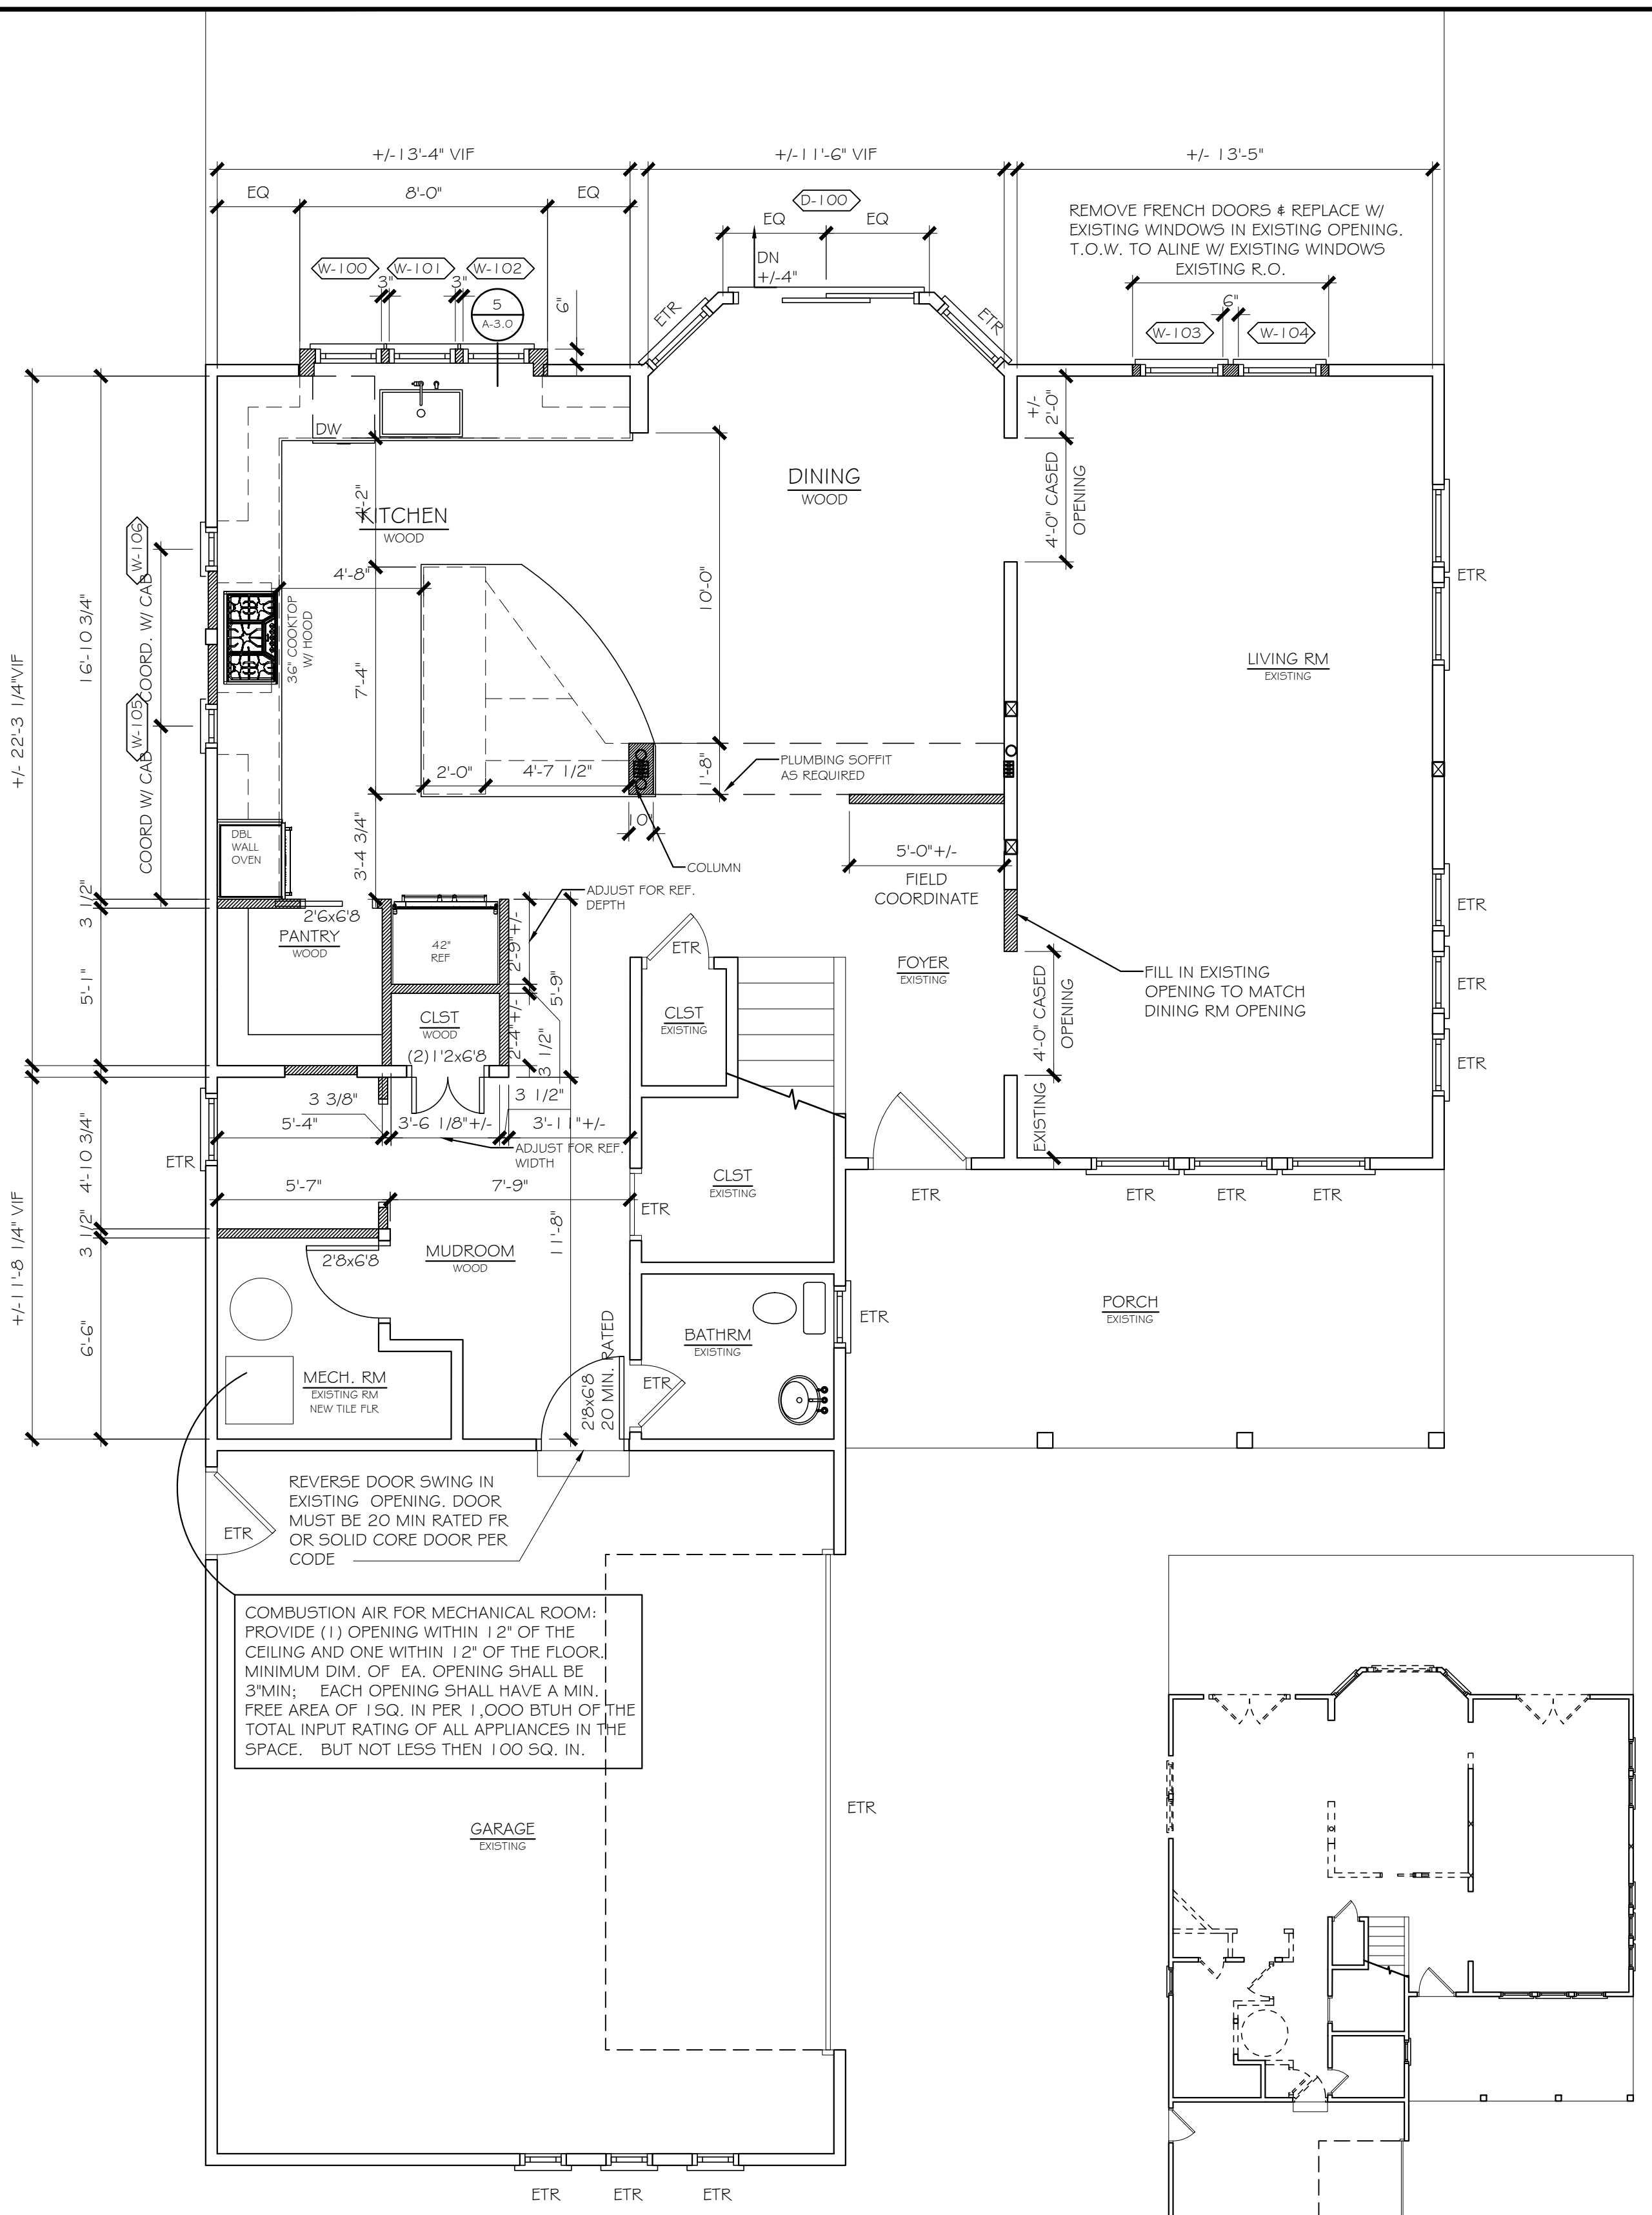 +/-13'-4" VIF
+/-11'-6" VIF
+/- 13'-5"
EQ
8'-0"
EQ
D-100
EQ
EQ
REMOVE FRENCH DOORS & REPLACE W/
EXISTING WINDOWS IN EXISTING OPENING.
T.O.W. TO ALINE W/ EXISTING WINDOWS
EXISTING R.O.
DN
+/-4"
W-100
W-101
W-102
3"
3"
5
A-3.0
6"
ETR
ETR
6"
W-103
W-104
+/-
2'-0"
DW
4'-2"
KITCHEN
WOOD
DINING
WOOD
4'-0" CASED
OPENING
W-106
COORD. W/ CAB
4'-8"
10'-0"
ETR
16'-10 3/4"
+/- 22'-3 1/4"VIF
36" COOKTOP
W/ HOOD
7'-4"
LIVING RM
EXISTING
W-105
COORD W/ CAB
2'-0"
4'-7 1/2"
1'-8"
PLUMBING SOFFIT
AS REQUIRED
10"
DBL
WALL
OVEN
3'-4 3/4"
COLUMN
5'-0"+/-
FIELD
COORDINATE
3 1/2"
ADJUST FOR REF.
DEPTH
2'6x6'8
PANTRY
WOOD
42"
REF
2'-9"+/-
ETR
ETR
5'-1"
5'-9"
FOYER
EXISTING
FILL IN EXISTING
OPENING TO MATCH
DINING RM OPENING
ETR
CLST
WOOD
(2)1'2x6'8
2'-4"+/-
3 1/2"
CLST
EXISTING
4'-0" CASED
OPENING
ETR
3 3/8"
3 1/2"
5'-4"
3'-6 1/8"+/-
3'-11"+/-
EXISTING
ADJUST FOR REF.
WIDTH
ETR
4'-10 3/4"
5'-7"
7'-9"
CLST
EXISTING
ETR
ETR
ETR
ETR
ETR
3 1/2"
11'-8"
+/-11'-8 1/4" VIF
2'8x6'8
MUDROOM
WOOD
PORCH
EXISTING
ETR
6'-6"
BATHRM
EXISTING
MECH. RM
EXISTING RM
NEW TILE FLR
2'8x6'8
20 MIN. RATED
ETR
REVERSE DOOR SWING IN
EXISTING OPENING. DOOR
MUST BE 20 MIN RATED FR
OR SOLID CORE DOOR PER
CODE
ETR
COMBUSTION AIR FOR MECHANICAL ROOM:
PROVIDE (1) OPENING WITHIN 12" OF THE
CEILING AND ONE WITHIN 12" OF THE FLOOR.
MINIMUM DIM. OF EA. OPENING SHALL BE
3"MIN; EACH OPENING SHALL HAVE A MIN.
FREE AREA OF 1SQ. IN PER 1,000 BTUH OF THE
TOTAL INPUT RATING OF ALL APPLIANCES IN THE
SPACE. BUT NOT LESS THEN 100 SQ. IN.
ETR
GARAGE
EXISTING
ETR
ETR
ETR